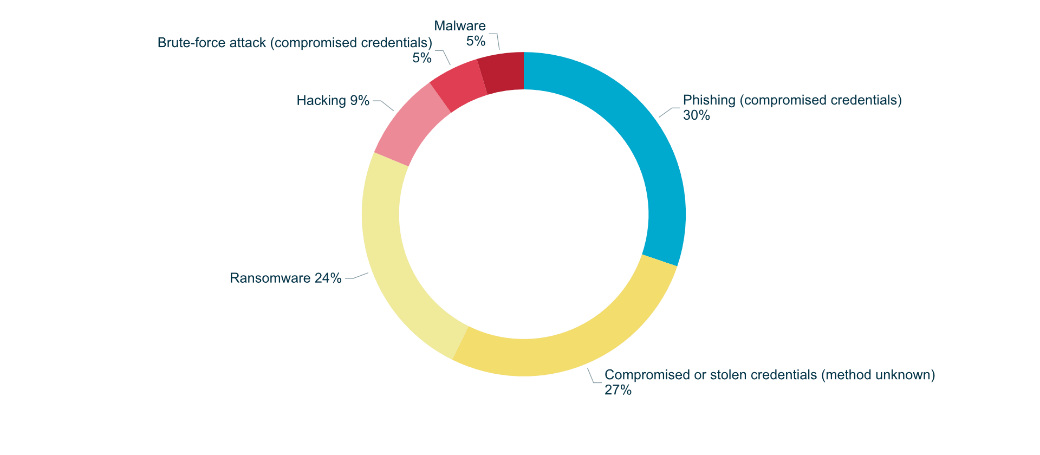 Malware
5%
Brute-force attack (compromised credentials)
5%
Phishing (compromised credentials)
30%
Hacking 9%
Ransomware 24%
Compromised or stolen credentials (method unknown)
27%